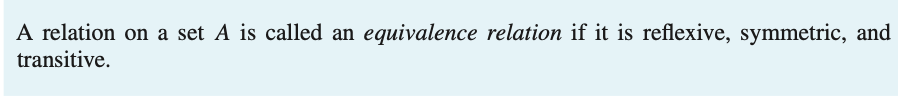 A relation on a set A is called an equivalence relation if it is reflexive, symmetric, and
transitive.